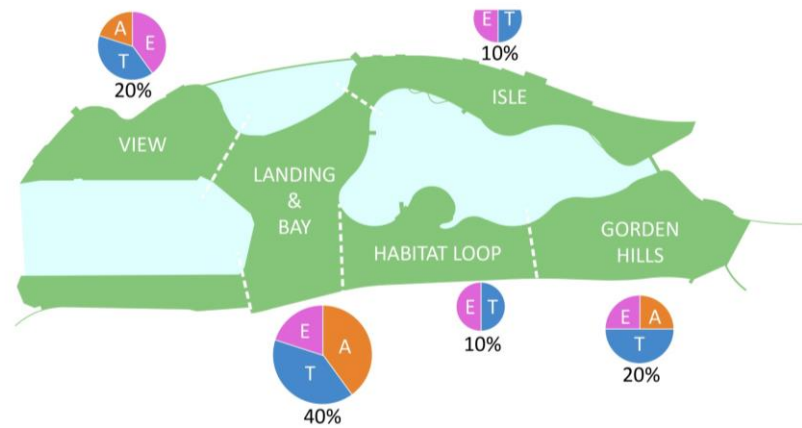 A
E
T
20%
E
T
10%
ISLE
VIEW
LANDING
&
BAY
HABITAT LOOP
GORDEN
HILLS
E
T
10%
E
A
T
20%
E
A
T
40%